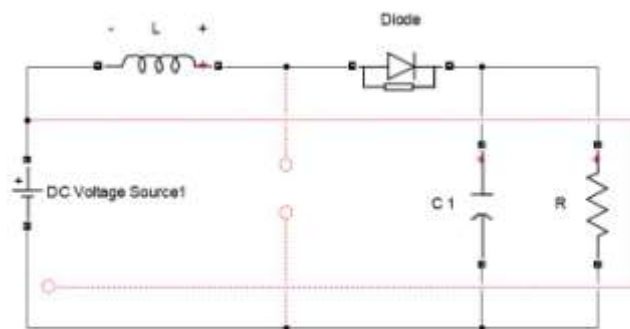 Diode
- L +
+
DC Voltage Source1
C 1
R